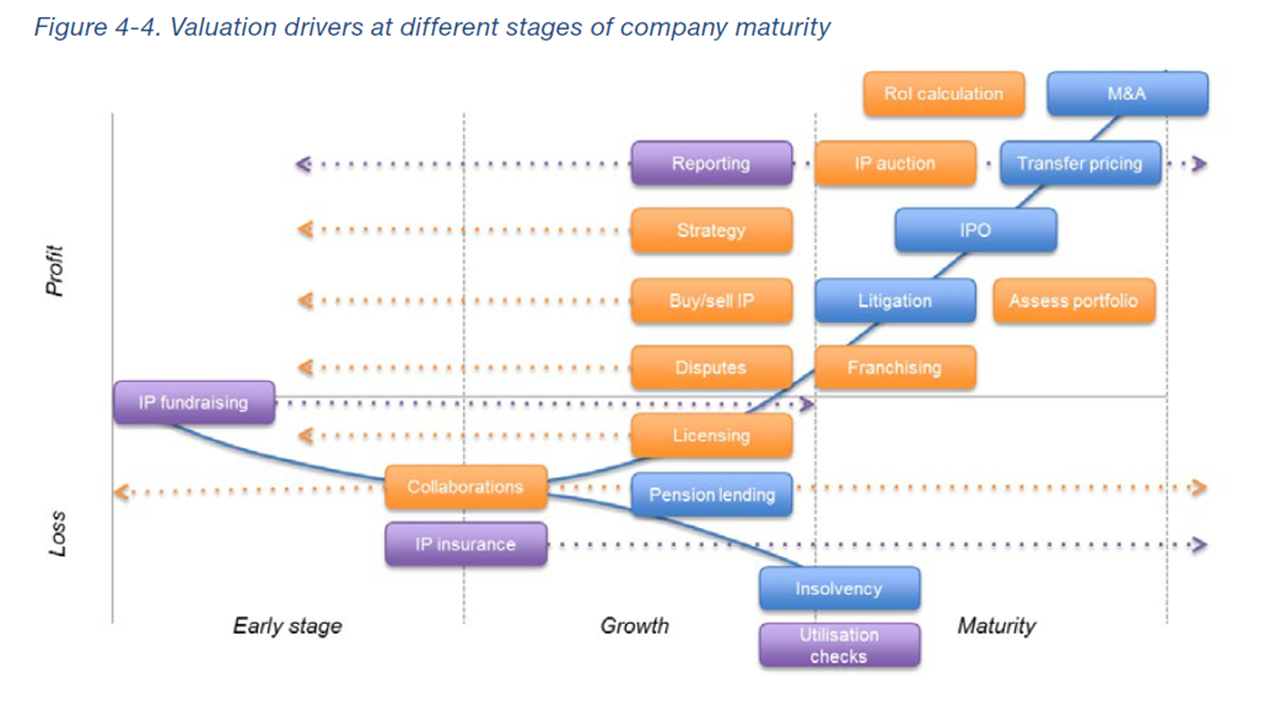 Figure 4-4. Valuation drivers at different stages of company maturity
RoI calculation
M&A
Reporting
IP auction
Transfer pricing
Strategy
IPO
Profit
Buy/sell IP
Litigation
Assess portfolio
Disputes
Franchising
IP fundraising
Licensing
Collaborations
Pension lending
Loss
IP insurance
Insolvency
Early stage
Growth
Maturity
Utilisation
checks